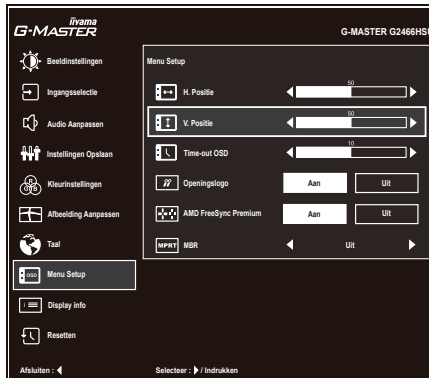 iiyama
G-MASTER
G-MASTER G2466HSU
Beeldinstellingen
Ingangsselectie
Audio Aanpassen
Instellingen Opslaan
Kleurinstellingen
Afbeelding Aanpassen
Taal
Menu Setup
Display info
Resetten
Menu Setup
H. Positie 50
V. Positie 50
Time-out OSD 10
Openingslogo Aan Uit
AMD FreeSync Premium Aan Uit
MPRT MBR Uit
Afsluiten :
Selecteer : / Indrukken